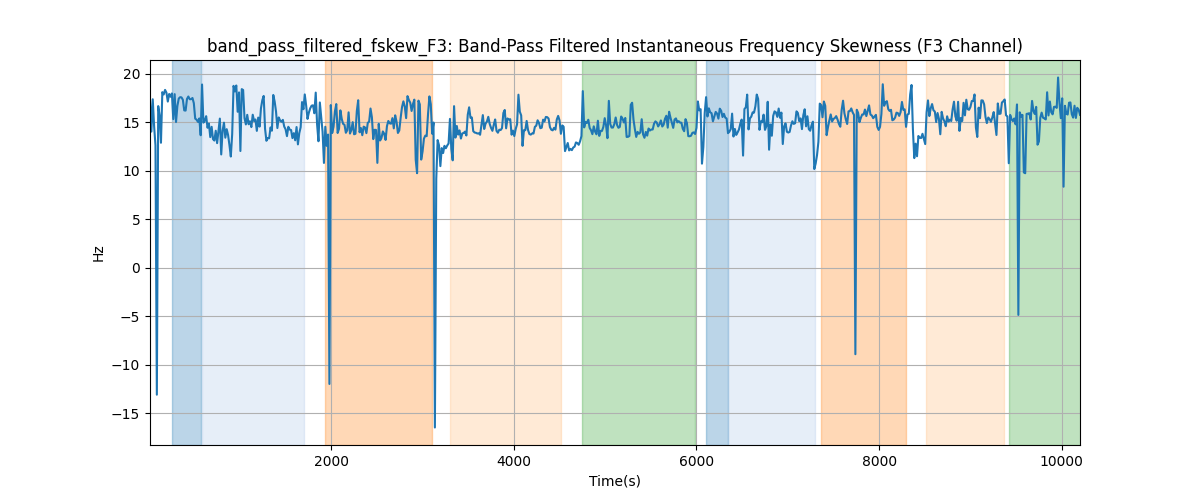 band_pass_filtered_fskew_F3: Band-Pass Filtered Instantaneous Frequency Skewness (F3 Channel)
20
15
10
5
0
−5
−10
−15
Hz
2000 4000 6000 8000 10000
Time(s)